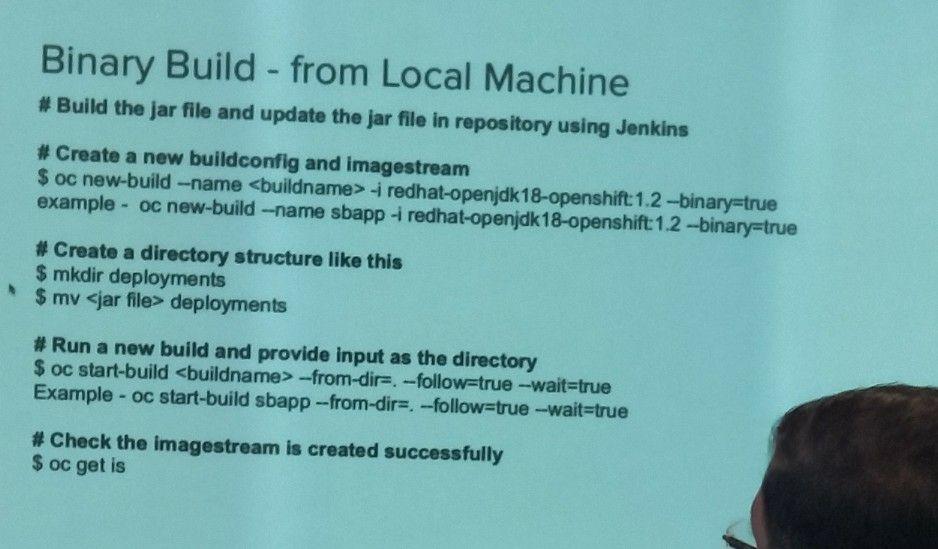 Binary Build - from Local Machine
# Build the jar file and update the jar file in repository using Jenkins
# Create a new buildconfig and imagestream
$ oc new-build --name <buildname> -i redhat-openjdk18-openshift:1.2 --binary=true
example - oc new-build --name sbapp -i redhat-openjdk18-openshift:1.2 --binary=true
# Create a directory structure like this
$ mkdir deployments
$ mv <jar file> deployments
# Run a new build and provide input as the directory
$ oc start-build <buildname> --from-dir=. --follow=true --wait=true
Example - oc start-build sbapp --from-dir=. --follow=true --wait=true
# Check the imagestream is created successfully
$ oc get is